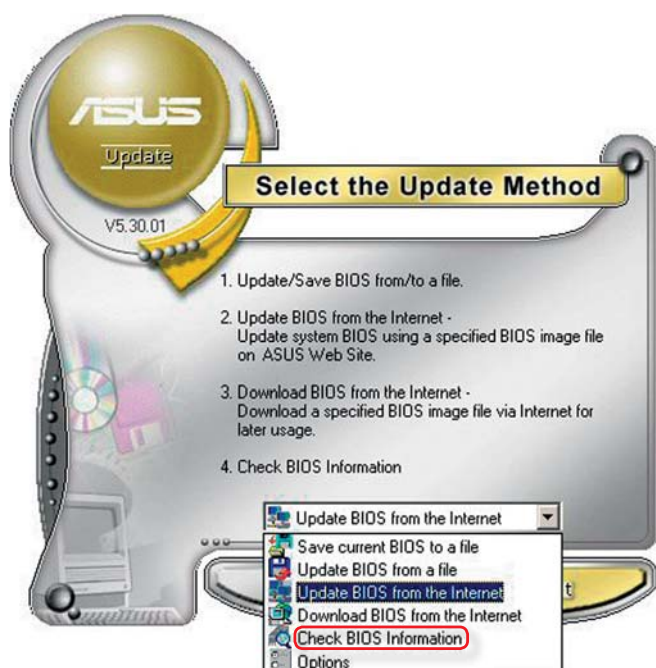 ASUS
Update
V5.30.01
Select the Update Method
1. Update/Save BIOS from/to a file.
2. Update BIOS from the Internet -
Update system BIOS using a specified BIOS image file
on ASUS Web Site.
3. Download BIOS from the Internet -
Download a specified BIOS image file via Internet for
later usage.
4. Check BIOS Information
Update BIOS from the Internet
Save current BIOS to a file
Update BIOS from a file
Update BIOS from the Internet
Download BIOS from the Internet
Check BIOS Information
Options